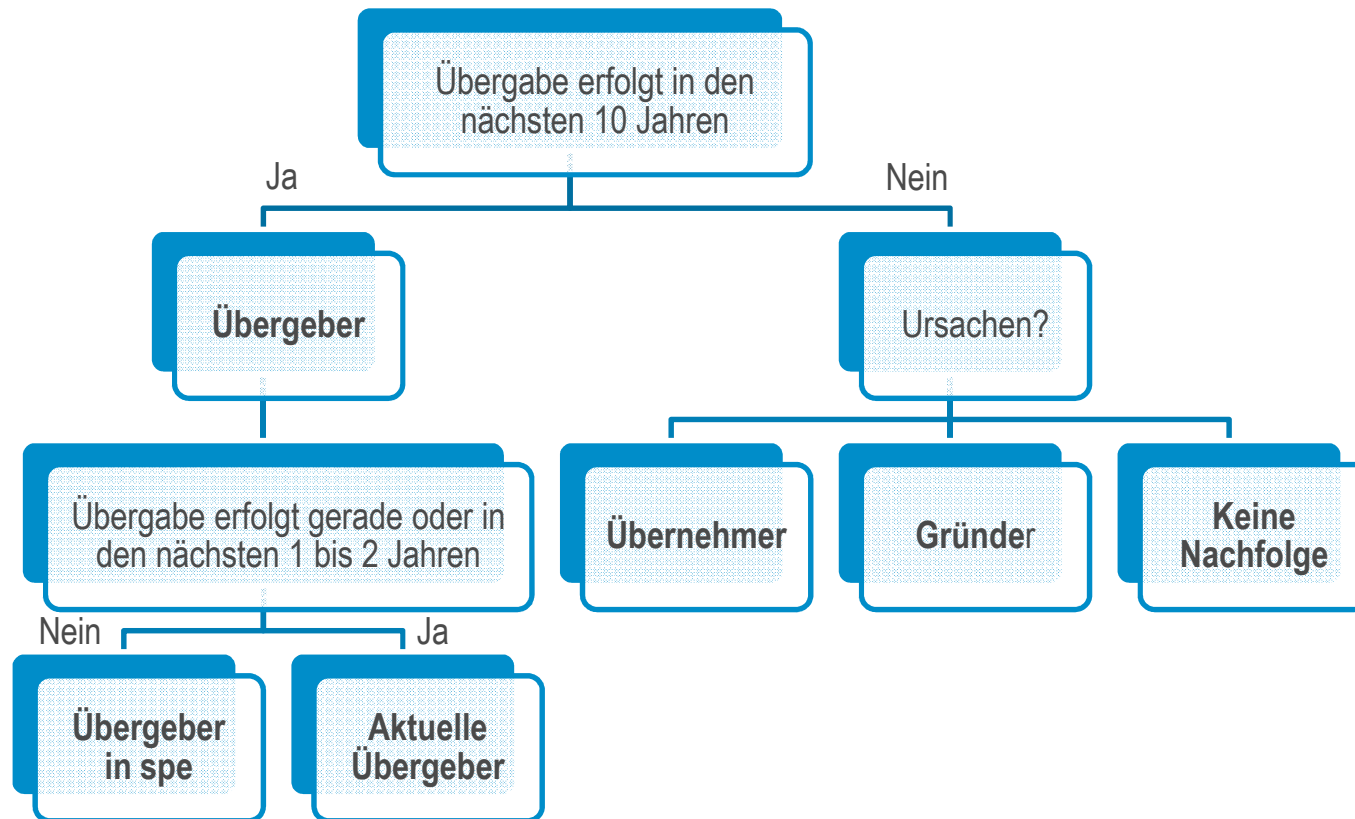 Übergabe erfolgt in den
nächsten 10 Jahren
Ja
Nein
Übergeber
Ursachen?
Übergabe erfolgt gerade oder in
den nächsten 1 bis 2 Jahren
Übernehmer
Gründer
Keine
Nachfolge
Nein
Ja
Übergeber
in spe
Aktuelle
Übergeber